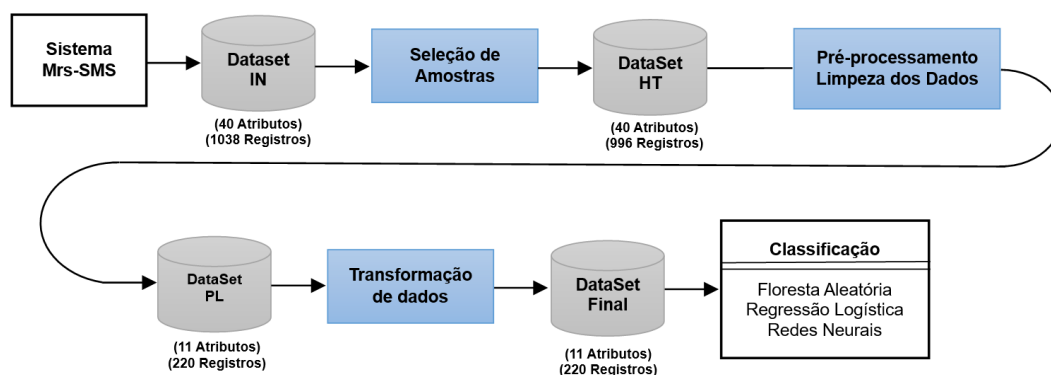 Sistema
Mrs-SMS
Dataset
IN
(40 Atributos)
(1038 Registros)
Seleção de
Amostras
DataSet
HT
(40 Atributos)
(996 Registros)
Pré-processamento
Limpeza dos Dados
DataSet
PL
(11 Atributos)
(220 Registros)
Transformação
de dados
DataSet
Final
(11 Atributos)
(220 Registros)
Classificação
Floresta Aleatória
Regressão Logística
Redes Neurais